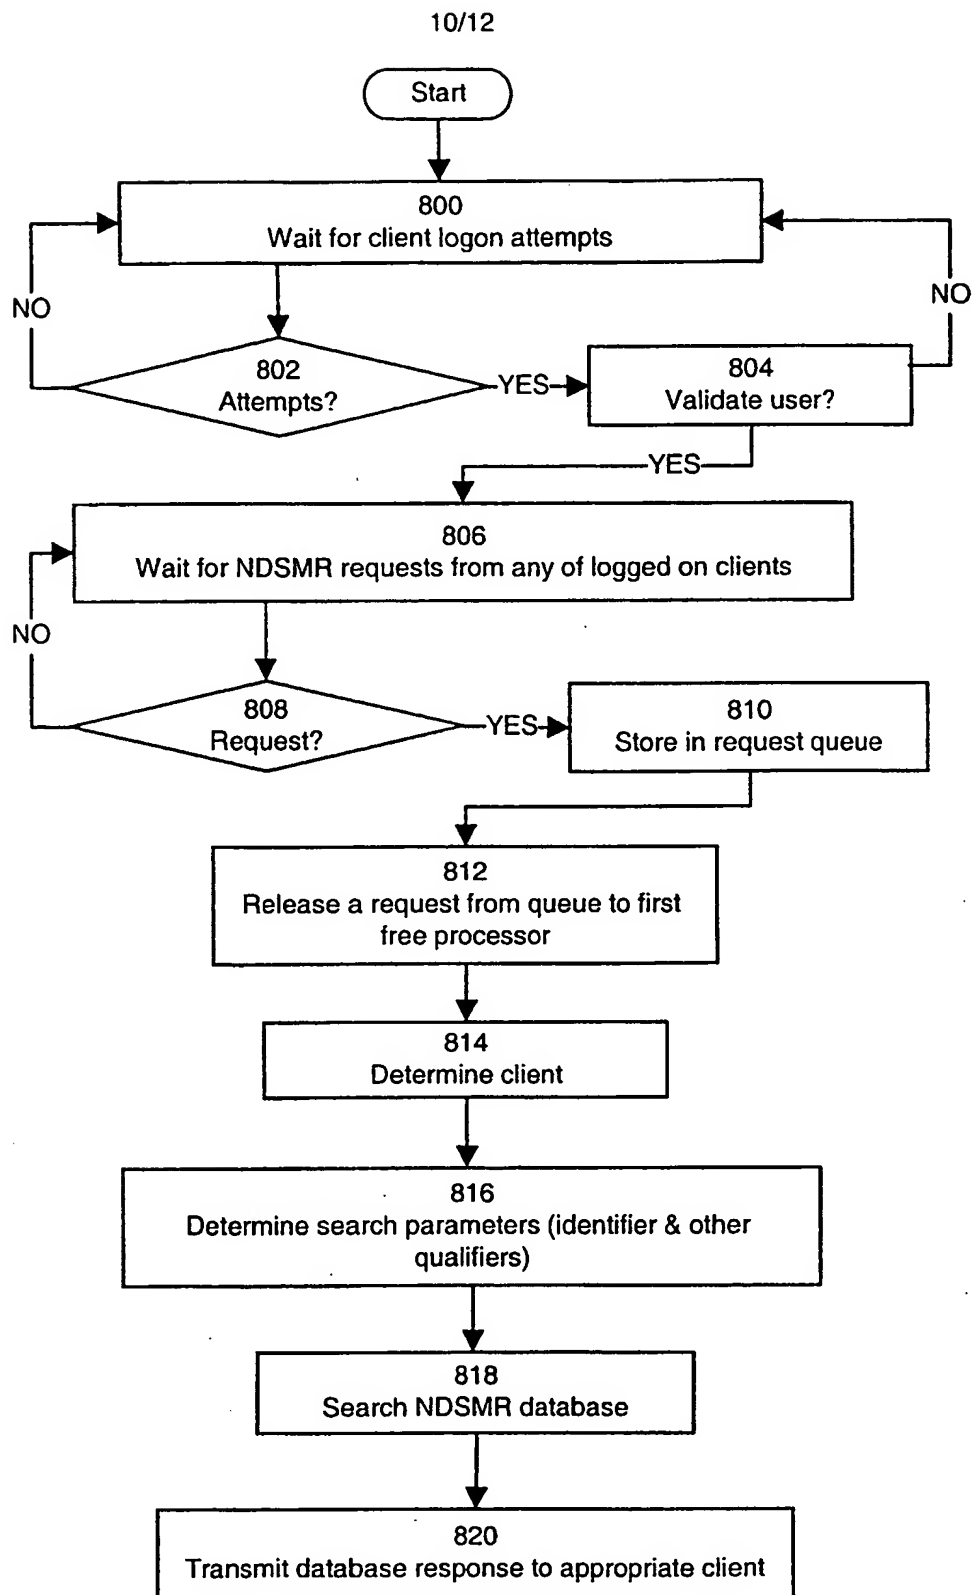 10/12
Start
800
Wait for client logon attempts
NO
NO
802
Attempts?
YES
804
Validate user?
YES
806
Wait for NDSMR requests from any of logged on clients
NO
808
Request?
YES
810
Store in request queue
812
Release a request from queue to first
free processor
814
Determine client
816
Determine search parameters (identifier & other
qualifiers)
818
Search NDSMR database
820
Transmit database response to appropriate client